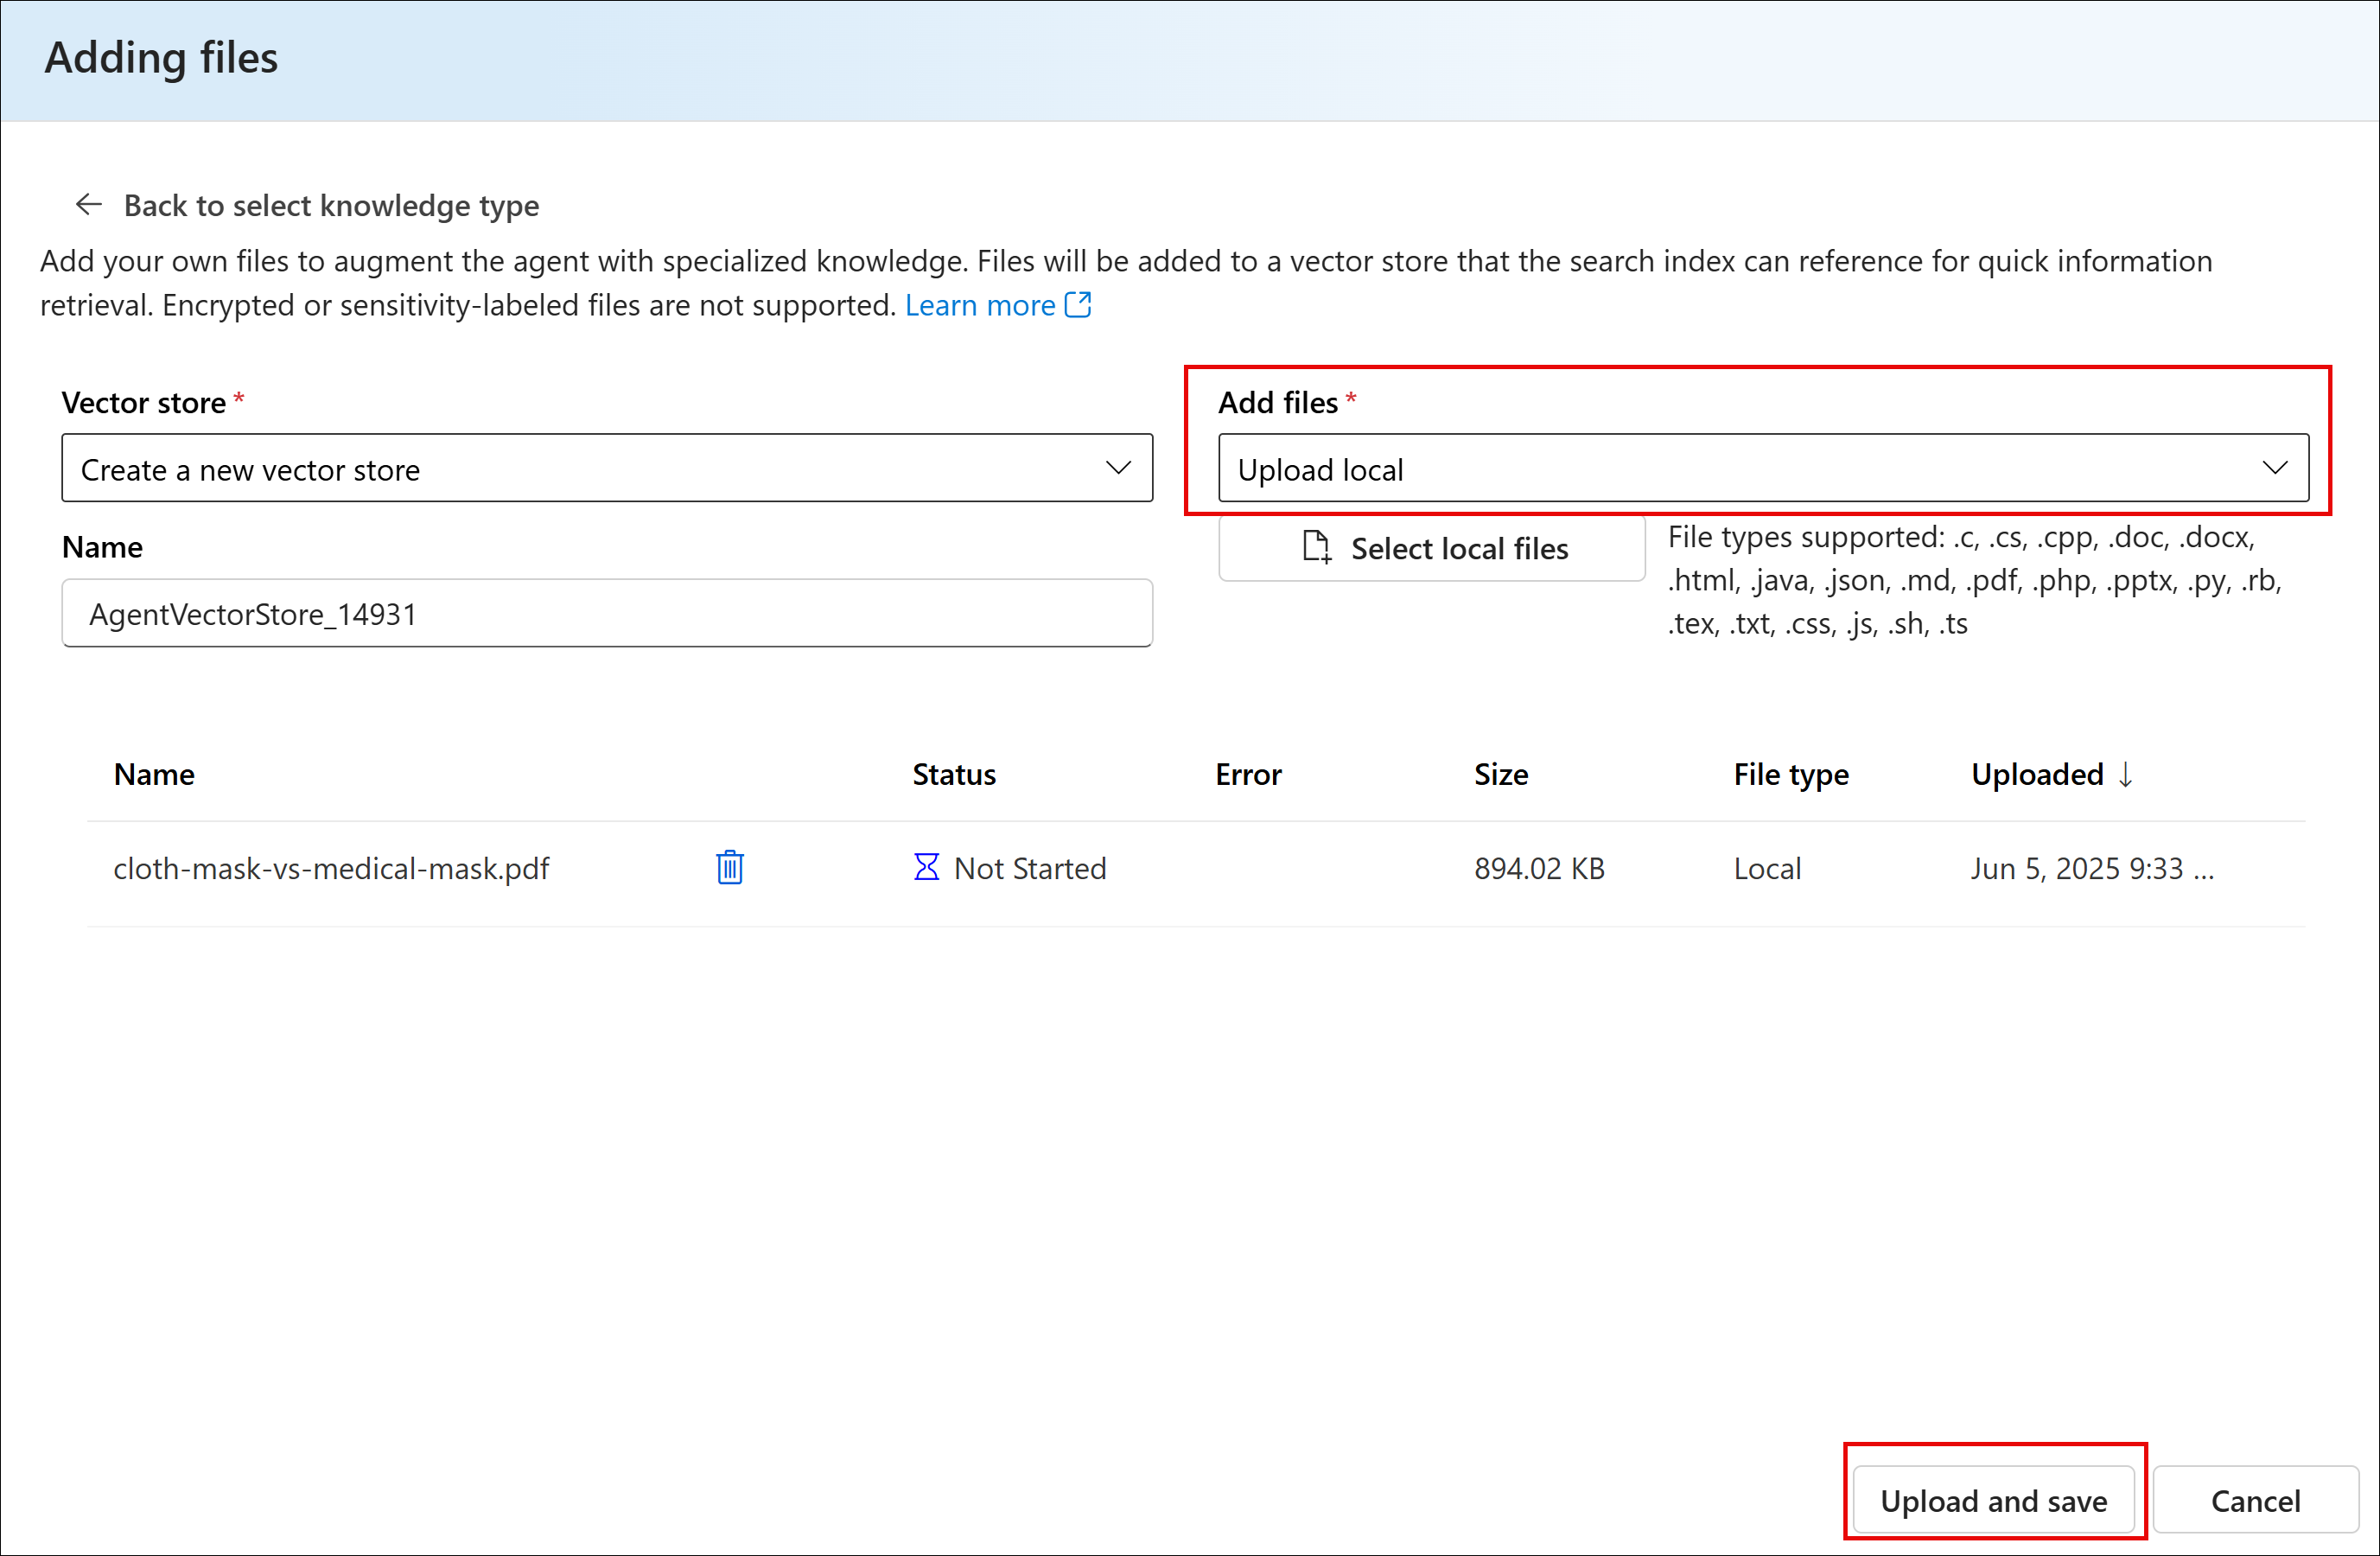 Adding files
Back to select knowledge type
Add your own files to augment the agent with specialized knowledge. Files will be added to a vector store that the search index can reference for quick information
retrieval. Encrypted or sensitivity-labeled files are not supported. Learn more
Vector store *
Create a new vector store
Name
AgentVectorStore_14931
Add files *
Upload local
Select local files
File types supported: .c, .cs, .cpp, .doc, .docx,
.html, .java, .json, .md, .pdf, .php, .pptx, .py, .rb,
.tex, .txt, .css, .js, .sh, .ts
Name Status Error Size File type Uploaded ↓
cloth-mask-vs-medical-mask.pdf Not Started 894.02 KB Local Jun 5, 2025 9:33 ...
Upload and save Cancel